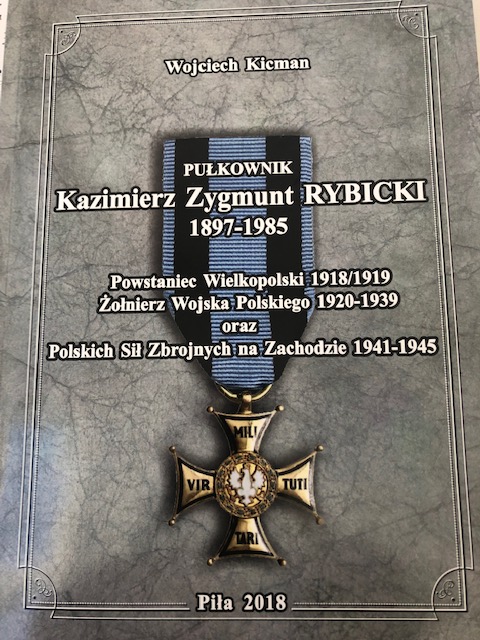 Wojciech Kicman
PUŁKOWNIK
Kazimierz Zygmunt RYBICKI
1897-1985
Powstaniec Wielkopolski 1918/1919
Żołnierz Wojska Polskiego 1920-1939
oraz
Polskich Sił Zbrojnych na Zachodzie 1941-1945
MILI
VIR TUTI
TARI
Piła 2018